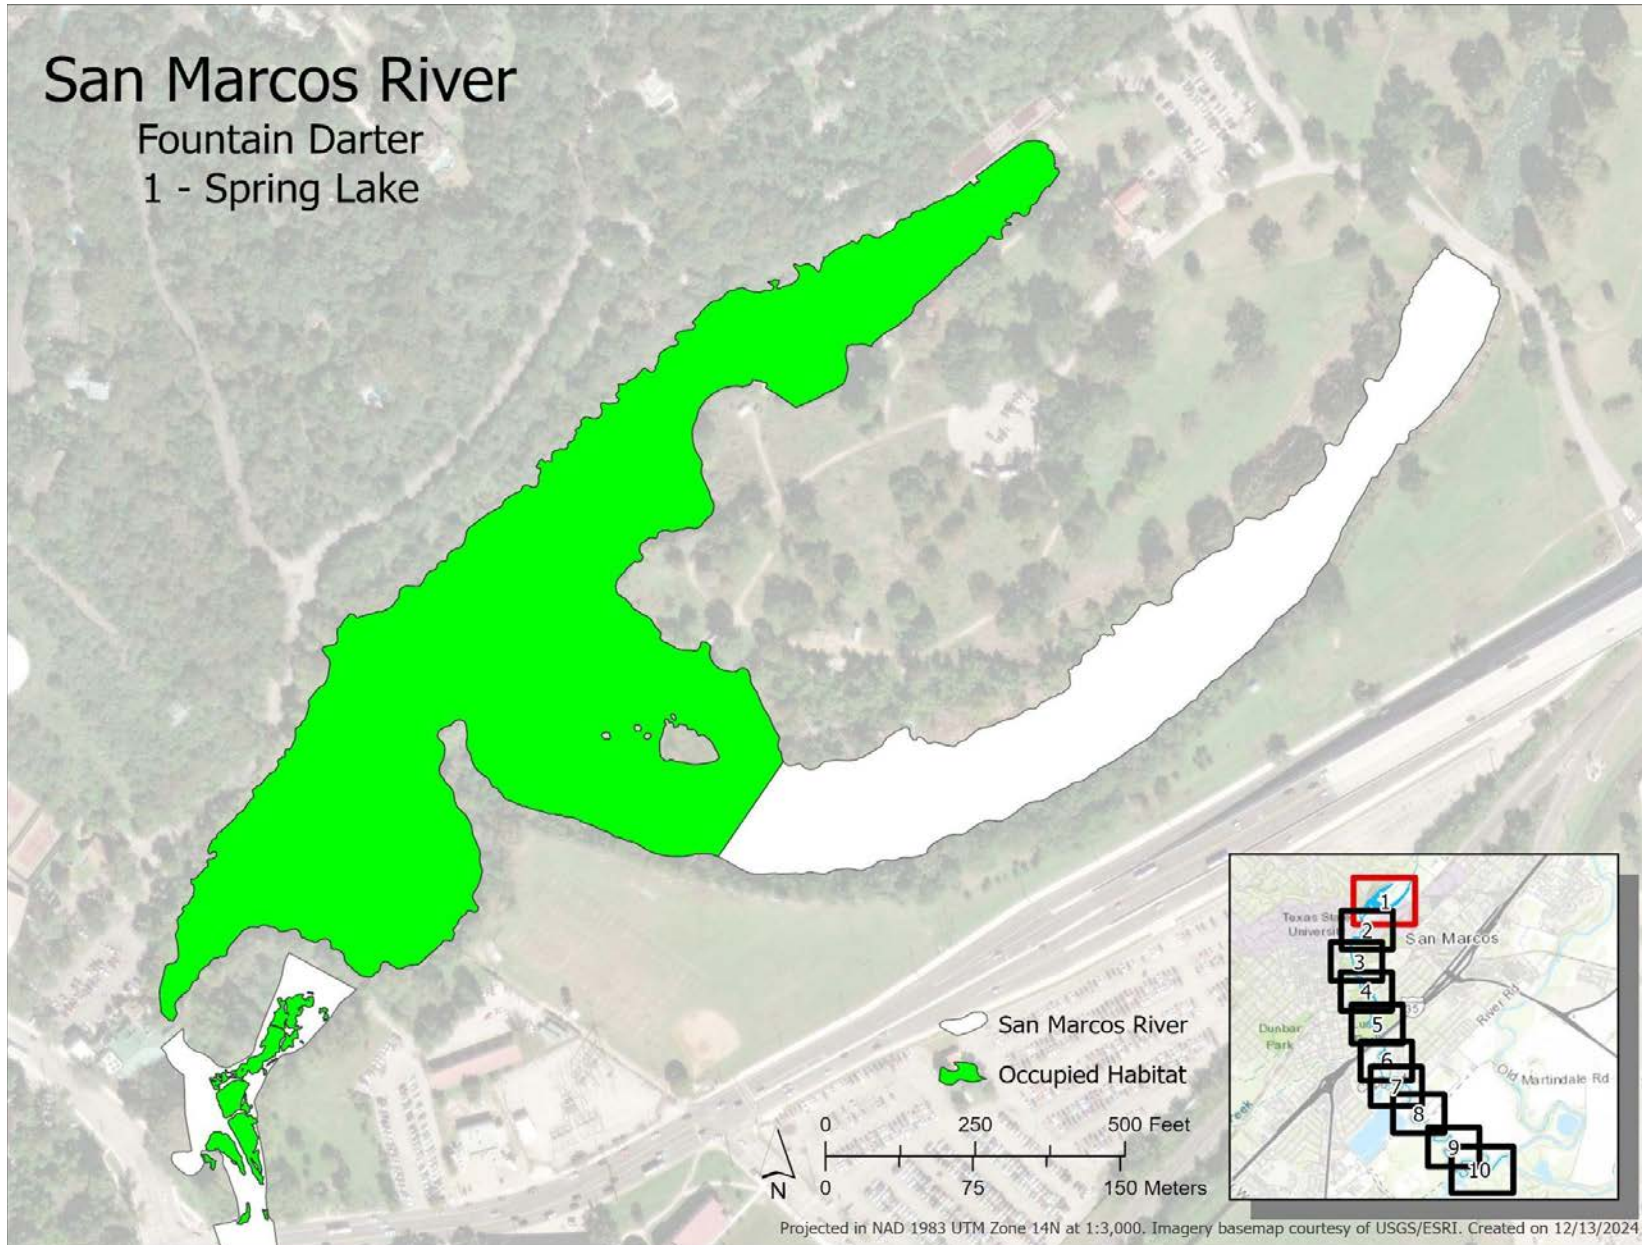 San Marcos River
Fountain Darter
1 - Spring Lake
San Marcos River
Occupied Habitat
0 250 500 Feet
0 75 150 Meters
N
1
2
3
4
5
6
7
8
9
10
San Marcos
Dunbar
Park
River Rd
Old Martindale Rd
Projected in NAD 1983 UTM Zone 14N at 1:3,000. Imagery basemap courtesy of USGS/ESRI. Created on 12/13/2024